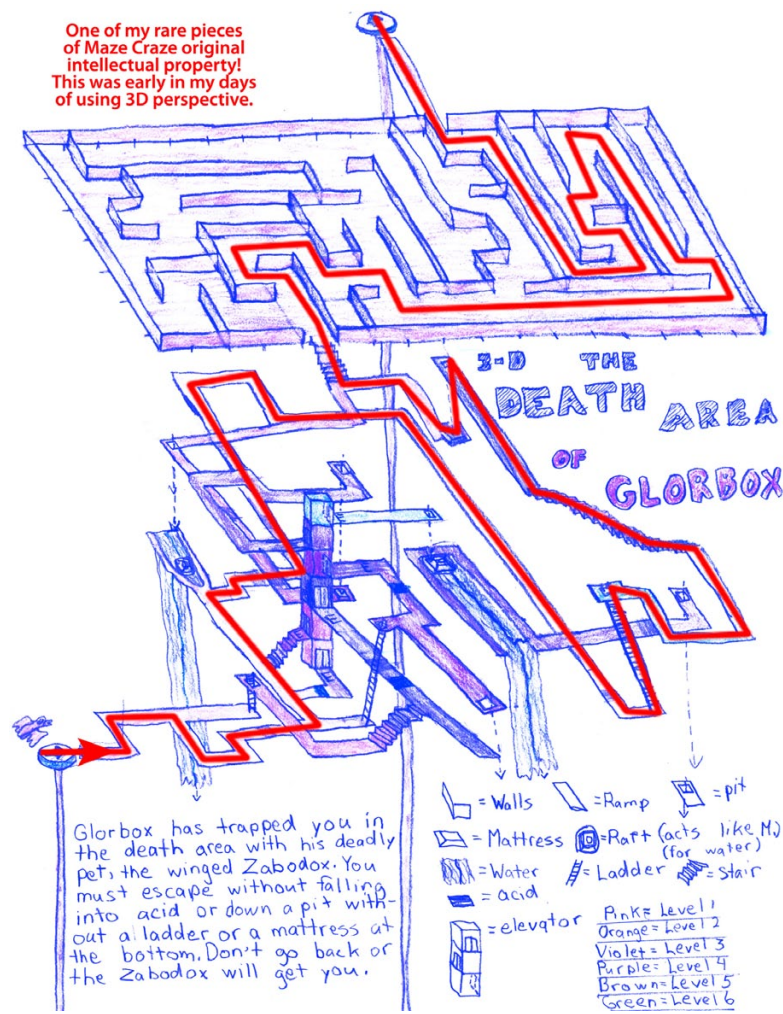 One of my rare pieces
of Maze Craze original
intellectual property!
This was early in my days
of using 3D perspective.
3-D THE
DEATH AREA
OF
GLORBOX
Glorbox has trapped you in
the death area with his deadly
pet, the winged Zabodox. You
must escape without falling
into acid or down a pit with-
out a ladder or a mattress at
the bottom. Don't go back or
the Zabodox will get you.
= Walls
= Ramp
= pit
= Mattress
= Raft (acts like M.)
(for water)
= Water
= Ladder
= Stair
= acid
= elevator
Pink = Level 1
Orange = Level 2
Violet = Level 3
Purple = Level 4
Brown = Level 5
Green = Level 6